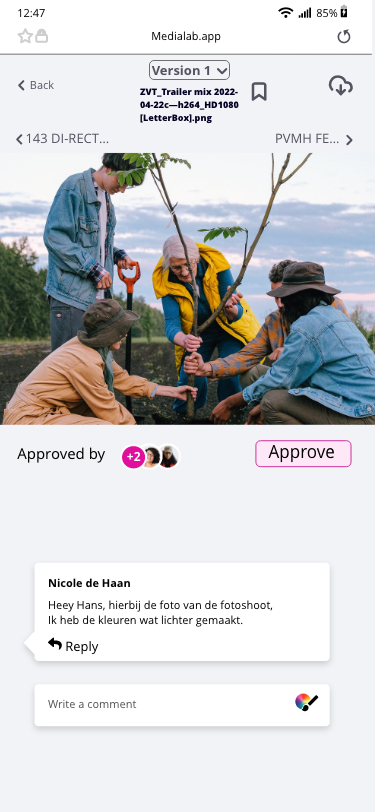 12:47
85%
Medialab.app
Version 1
Back
ZVT_Trailer mix 2022-
04-22c—h264_HD1080
[LetterBox].png
143 DI-RECT...
PVMH FE...
Approved by
+2
Approve
Nicole de Haan
Heey Hans, hierbij de foto van de fotoshoot,
Ik heb de kleuren wat lichter gemaakt.
Reply
Write a comment